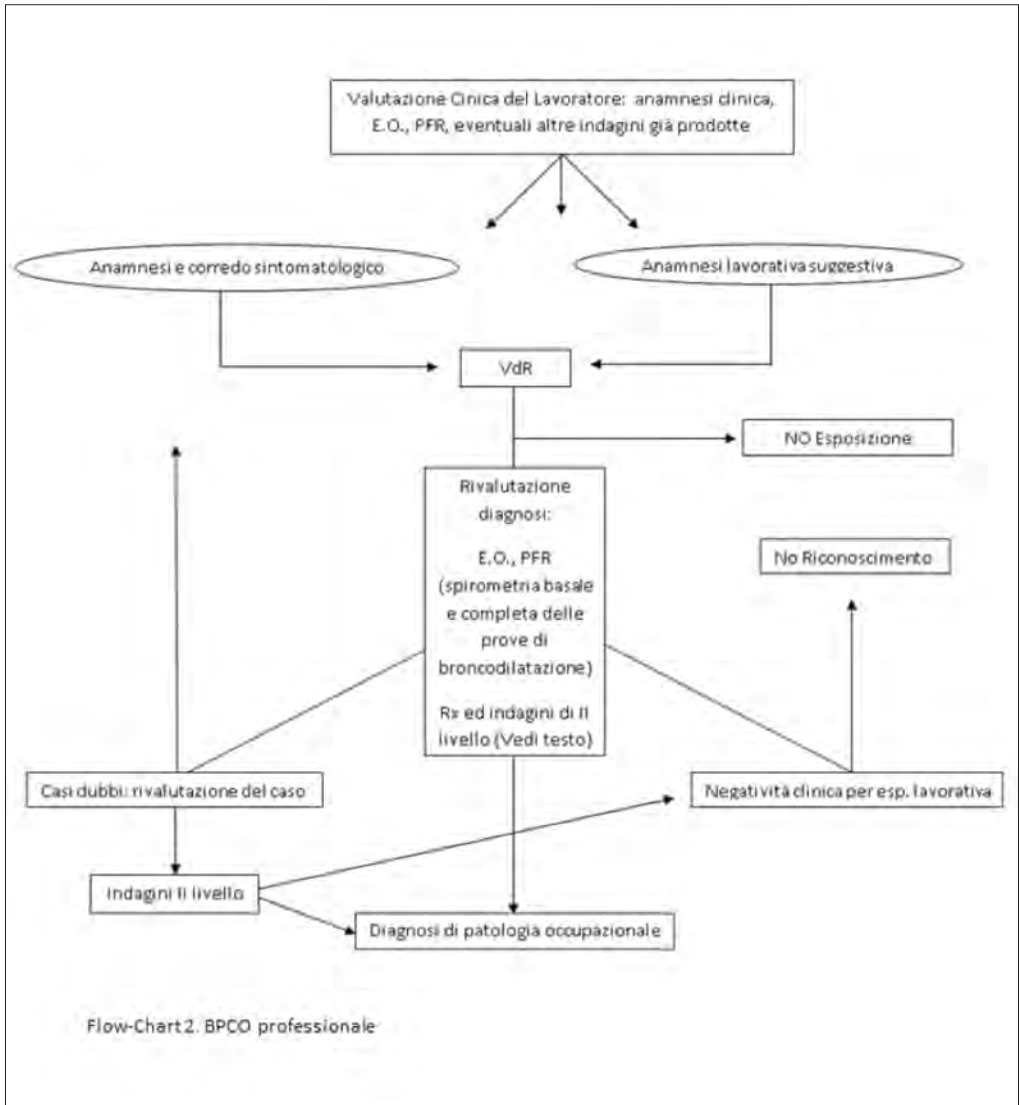 Valutazione Cinica del Lavoratore: anamnesi clinica,
E.O., PFR, eventuali altre indagini già prodotte
Anamnesi e corredo sintomatologico
Anamnesi lavorativa suggestiva
VdR
NO Esposizione
Rivalutazione
diagnosi:
E.O., PFR
(spirometria basale
e completa delle
prove di
broncodilatazione)
Rx ed indagini di II
livello (Vedi testo)
No Riconoscimento
Casi dubbi: rivalutazione del caso
Negatività clinica per esp. lavorativa
Indagini II livello
Diagnosi di patologia occupazionale
Flow-Chart 2. BPCO professionale